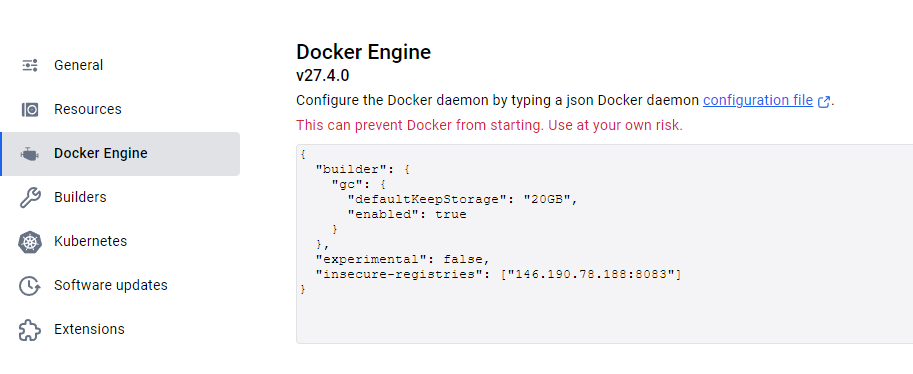 General
Resources
Docker Engine
Builders
Kubernetes
Software updates
Extensions
Docker Engine
v27.4.0
Configure the Docker daemon by typing a json Docker daemon configuration file.
This can prevent Docker from starting. Use at your own risk.
{
  "builder": {
    "gc": {
      "defaultKeepStorage": "20GB",
      "enabled": true
    }
  },
  "experimental": false,
  "insecure-registries": ["146.190.78.188:8083"]
}